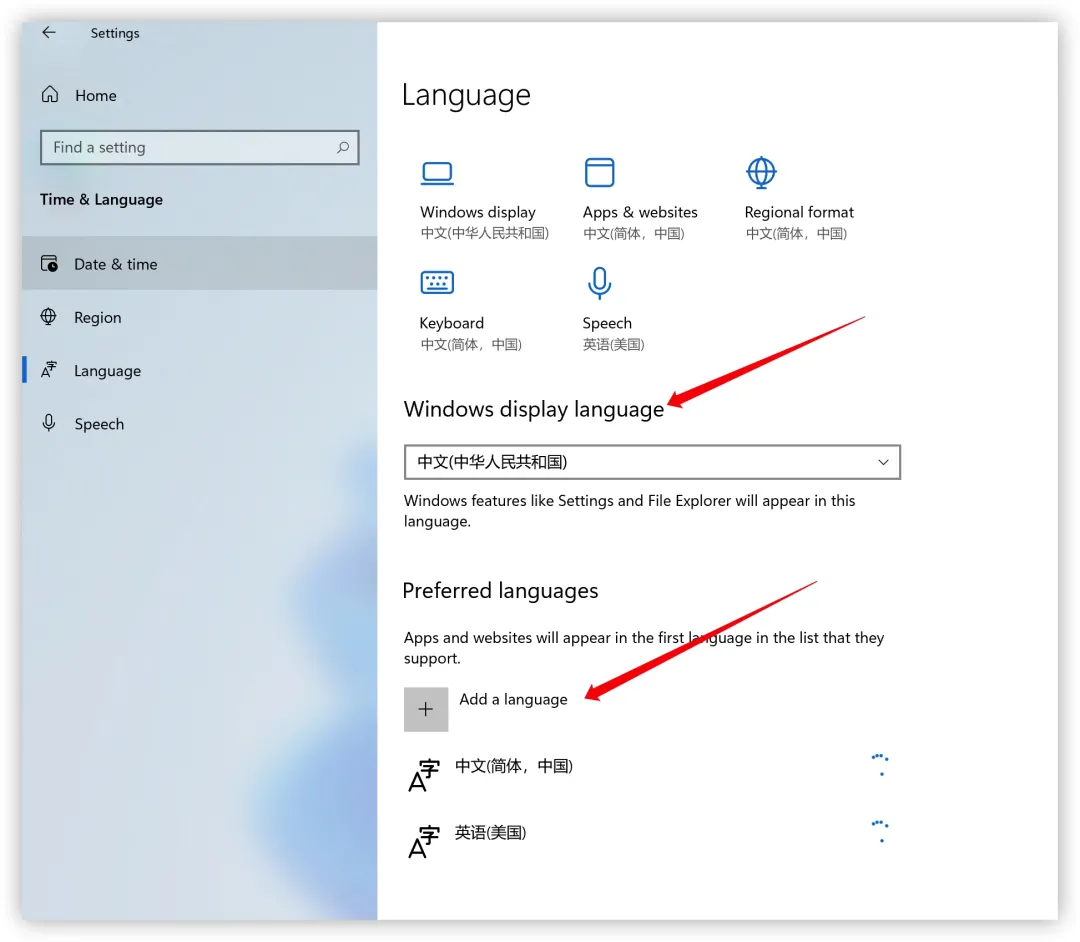 Settings
Home
Find a setting
Time & Language
Date & time
Region
Language
Speech
Language
Windows display
中文(中华人民共和国)
Apps & websites
中文(简体，中国)
Regional format
中文(简体，中国)
Keyboard
中文(简体，中国)
Speech
英语(美国)
Windows display language
中文(中华人民共和国)
Windows features like Settings and File Explorer will appear in this
language.
Preferred languages
Apps and websites will appear in the first language in the list that they
support.
Add a language
中文(简体，中国)
英语(美国)